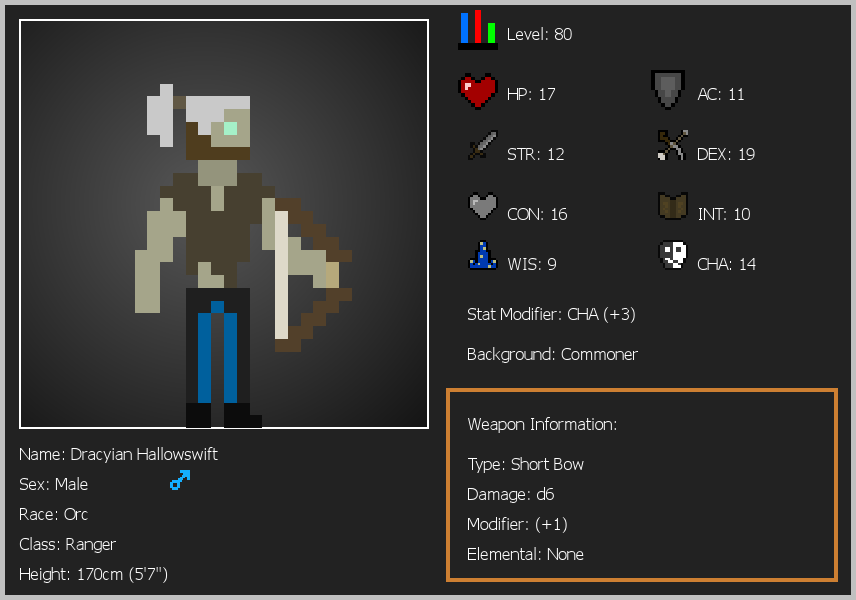 Level: 80
HP: 17
AC: 11
STR: 12
DEX: 19
CON: 16
INT: 10
WIS: 9
CHA: 14
Stat Modifier: CHA (+3)
Background: Commoner
Weapon Information:
Type: Short Bow
Damage: d6
Modifier: (+1)
Elemental: None
Name: Dracyian Hallowswift
Sex: Male
Race: Orc
Class: Ranger
Height: 170cm (5'7")